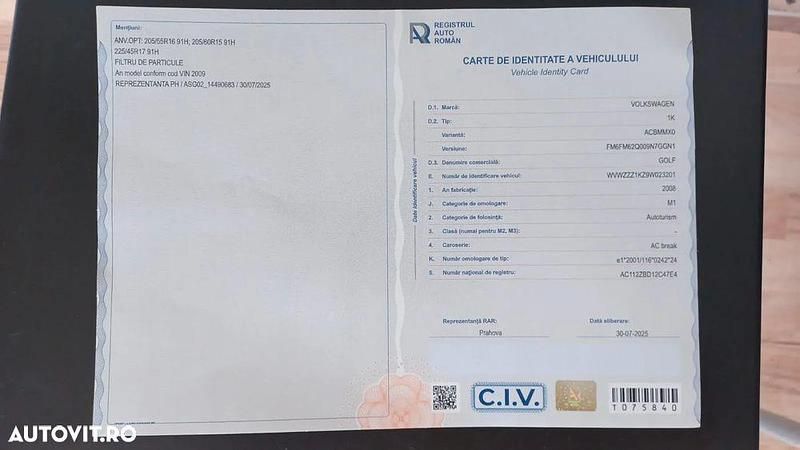 Mențiuni:
ANV.OPT: 205/55R16 91H; 205/60R15 91H
225/45R17 91H
FILTRU DE PARTICULE
An model conform cod VIN 2009
REPREZENTANTA PH / ASG02_14490683 / 30/07/2025
REGISTRUL
AUTO
ROMÂN
CARTE DE IDENTITATE A VEHICULULUI
Vehicle Identity Card
Date identificare vehicul
D.1. Marca: VOLKSWAGEN
D.2. Tip: 1K
Variantă: ACBMMX0
Versiune: FM6FM62Q009N7GGN1
D.3. Denumire comercială: GOLF
E. Număr de identificare vehicul: WVWZZZ1KZ9W023201
1. An fabricație: 2008
J. Categorie de omologare: M1
2. Categorie de folosință: Autoturism
3. Clasă (numai pentru M2, M3): -
4. Caroserie: AC break
K. Număr omologare de tip: e1*2001/116*0242*24
5. Număr național de registru: AC112ZBD12C47E4
Reprezentanță RAR: Data eliberare:
Prahova 30-07-2025
C.I.V.
T075840
AUTOVIT.RO